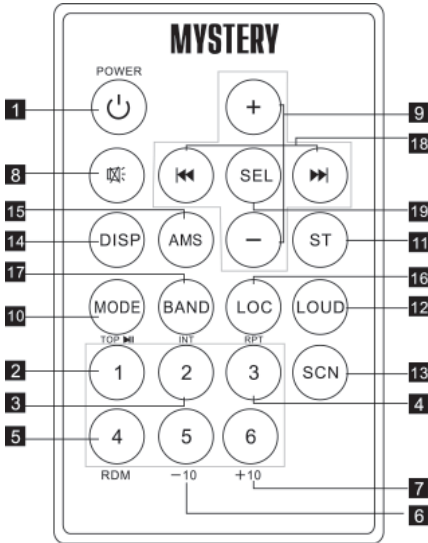 MYSTERY
POWER
1
+
9
18
8
SEL
15
19
14
DISP
AMS
−
ST
11
17
16
10
MODE
BAND
LOC
LOUD
12
TOP
INT
RPT
2
1
2
3
SCN
13
3
4
5
4
5
6
RDM
−10
+10
7
6